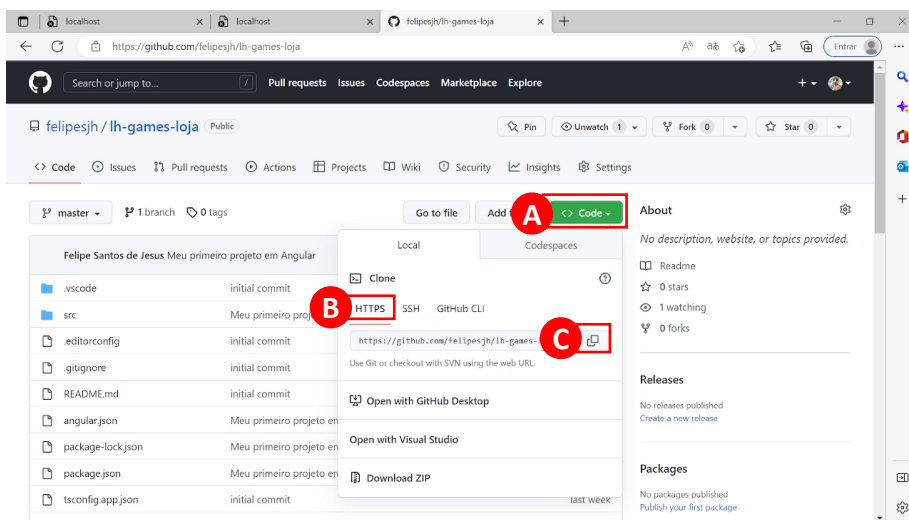 localhost
localhost
felipesjh/lh-games-loja
https://github.com/felipesjh/lh-games-loja
Entrar
Search or jump to...
/
Pull requests Issues Codespaces Marketplace Explore
felipesjh / lh-games-loja Public
Pin
Unwatch 1
Fork 0
Star 0
<> Code
Issues
Pull requests
Actions
Projects
Wiki
Security
Insights
Settings
master
1 branch
0 tags
Go to file
Add
A
<> Code
Felipe Santos de Jesus Meu primeiro projeto em Angular
.vscode initial commit
src Meu primeiro
.editorconfig initial commit
.gitignore initial commit
README.md initial commit
angular.json Meu primeiro projeto en
package-lock.json Meu primeiro projeto en
package.json Meu primeiro projeto en
tsconfig.app.json initial commit last week
Local Codespaces
Clone
B
HTTPS SSH GitHub CLI
https://github.com/felipesjh/lh-games-
C
Use Git or checkout with SVN using the web URL.
Open with GitHub Desktop
Open with Visual Studio
Download ZIP
About
No description, website, or topics provided.
Readme
0 stars
1 watching
0 forks
Releases
No releases published
Create a new release
Packages
No packages published
Publish your first package